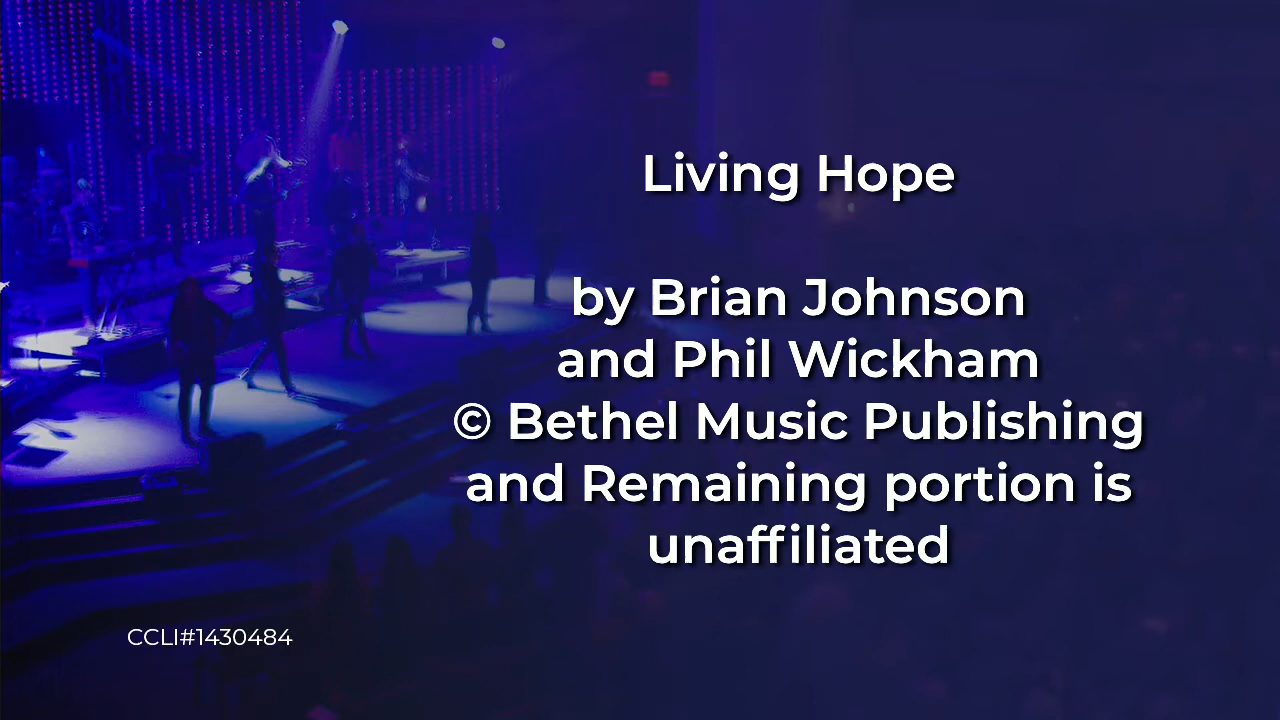 Living Hope
by Brian Johnson
and Phil Wickham
© Bethel Music Publishing
and Remaining portion is
unaffiliated
CCLI#1430484